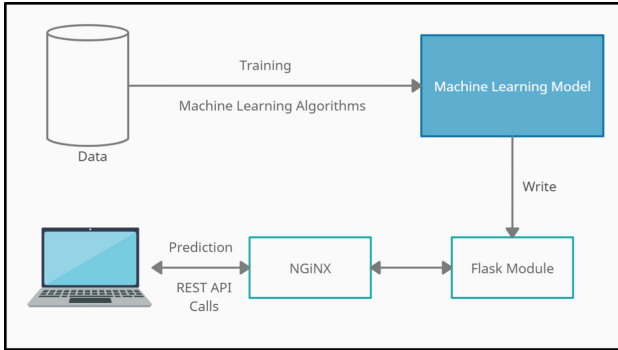 Training
Machine Learning Algorithms
Machine Learning Model
Data
Write
Prediction
REST API
Calls
NGiNX
Flask Module